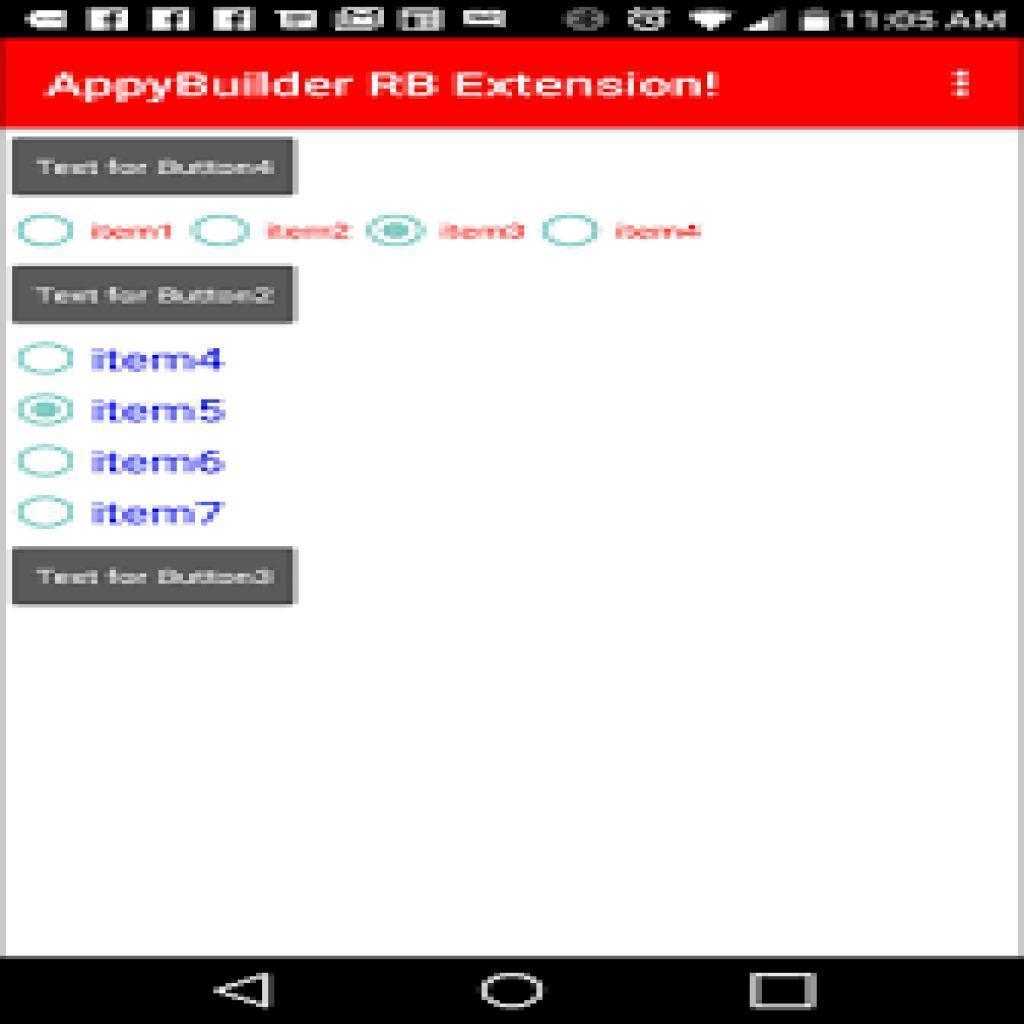 11:05 AM
AppyBuilder RB Extension!
Text for Button4
item1 item2 item3 item4
Text for Button2
item4
item5
item6
item7
Text for Button3